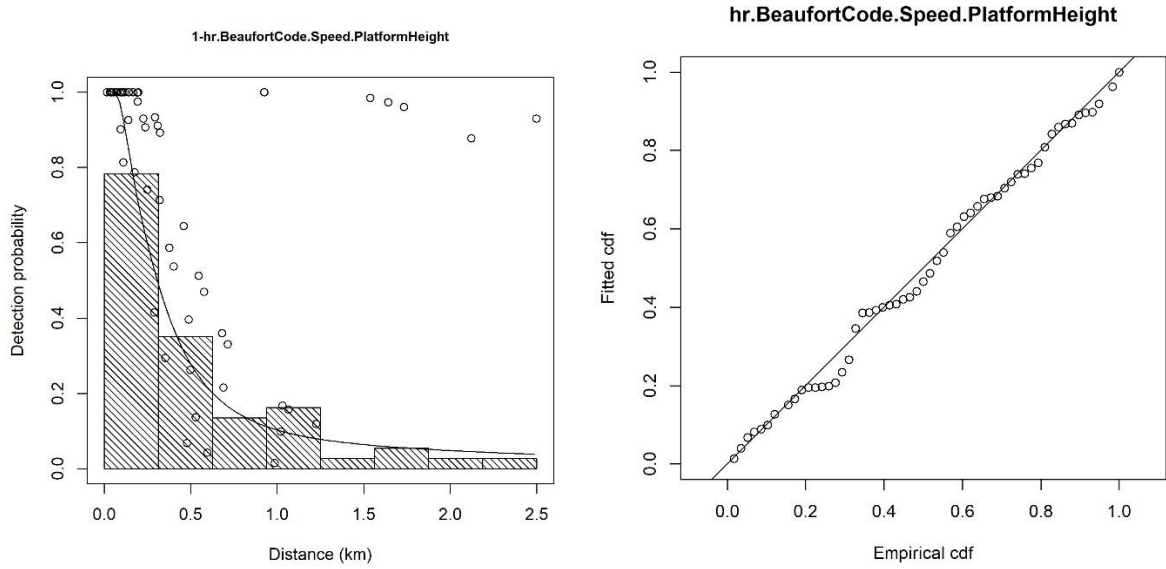 1-hr.BeaufortCode.Speed.PlatformHeight
Detection probability
1.0
0.8
0.6
0.4
0.2
0.0
0.0 0.5 1.0 1.5 2.0 2.5
Distance (km)
hr.BeaufortCode.Speed.PlatformHeight
Fitted cdf
1.0
0.8
0.6
0.4
0.2
0.0
0.0 0.2 0.4 0.6 0.8 1.0
Empirical cdf